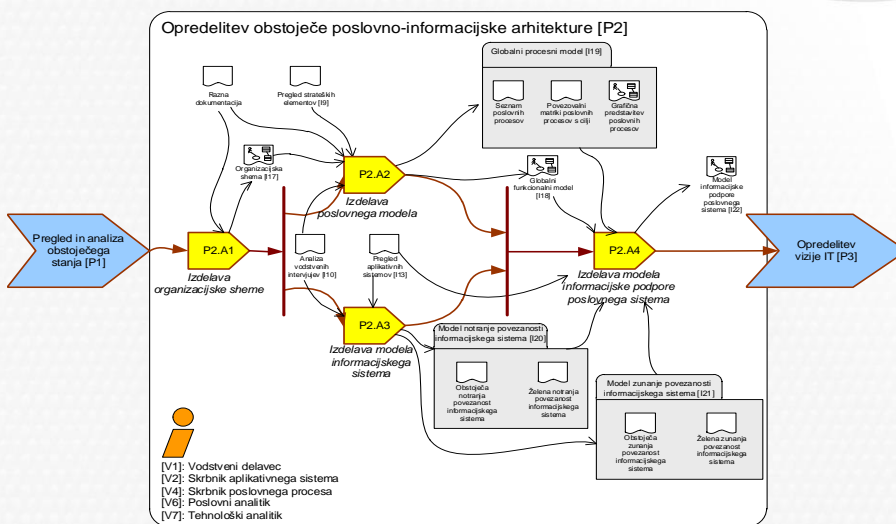 Opredelitev obstoječe poslovno-informacijske arhitekture [P2]
Globalni procesni model [I19]
Razna
dokumentacija
Pregled strateških
elementov [I9]
Seznam
poslovnih
procesov
Povezovalni
matriki poslovnih
procesov s cilji
Grafična
predstavitev
poslovnih
procesov
Organizacijska
shema [I17]
P2.A2
Izdelava
poslovnega modela
Globalni
funkcionalni model
[I18]
Model
informacijske
podpore
poslovnega
sistema [I22]
Pregled in analiza
obstoječega
stanja [P1]
P2.A1
Izdelava
organizacijske sheme
Analiza
vodstvenih
intervjujev [I10]
Pregled
aplikativnih
sistemov [I13]
P2.A4
Izdelava modela
informacijske podpore
poslovnega sistema
Opredelitev
vizije IT [P3]
P2.A3
Izdelava modela
informacijskega
sistema
Model notranje povezanosti
informacijskega sistema [I20]
Obstoječa
notranja
povezanost
informacijskega
sistema
Želena notranja
povezanost
informacijskega
sistema
Model zunanje povezanosti
informacijskega sistema [I21]
Obstoječa
zunanja
povezanost
informacijskega
sistema
Želena zunanja
povezanost
informacijskega
sistema
[V1]: Vodstveni delavec
[V2]: Skrbnik aplikativnega sistema
[V4]: Skrbnik poslovnega procesa
[V6]: Poslovni analitik
[V7]: Tehnološki analitik